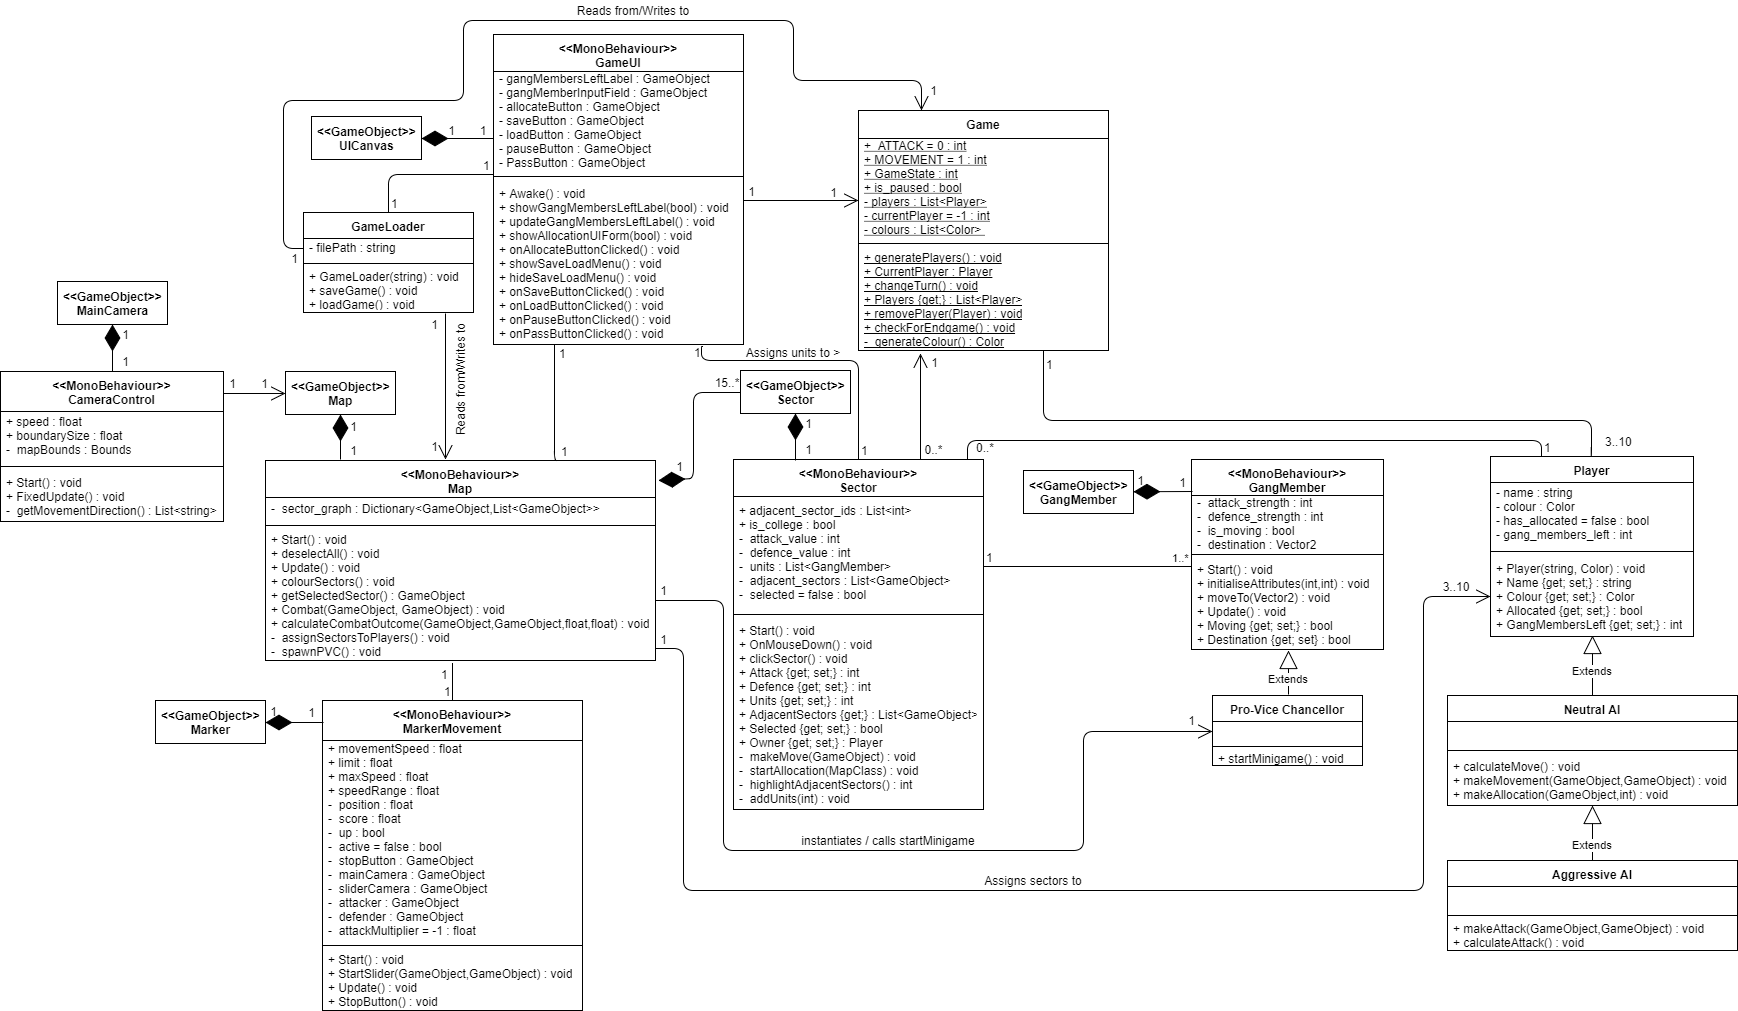 Reads from/Writes to
<<MonoBehaviour>>
GameUI
- gangMembersLeftLabel : GameObject
- gangMemberInputField : GameObject
- allocateButton : GameObject
- saveButton : GameObject
- loadButton : GameObject
- pauseButton : GameObject
- PassButton : GameObject
+ Awake() : void
+ showGangMembersLeftLabel(bool) : void
+ updateGangMembersLeftLabel() : void
+ showAllocationUIForm(bool) : void
+ onAllocateButtonClicked() : void
+ showSaveLoadMenu() : void
+ hideSaveLoadMenu() : void
+ onSaveButtonClicked() : void
+ onLoadButtonClicked() : void
+ onPauseButtonClicked() : void
+ onPassButtonClicked() : void
<<GameObject>>
UICanvas
1
1
1
1
1
1
1
1
Game
+  ATTACK = 0 : int
+ MOVEMENT = 1 : int
+ GameState : int
+ is_paused : bool
- players : List<Player>
- currentPlayer = -1 : int
- colours : List<Color>
+ generatePlayers() : void
+ CurrentPlayer : Player
+ changeTurn() : void
+ Players {get;} : List<Player>
+ removePlayer(Player) : void
+ checkForEndgame() : void
-  generateColour() : Color
GameLoader
- filePath : string
+ GameLoader(string) : void
+ saveGame() : void
+ loadGame() : void
1
Reads from/Writes to
1
<<GameObject>>
MainCamera
1
1
<<MonoBehaviour>>
CameraControl
+ speed : float
+ boundarySize : float
-  mapBounds : Bounds
+ Start() : void
+ FixedUpdate() : void
-  getMovementDirection() : List<string>
1
1
<<GameObject>>
Map
1
1
1
1
1
Assigns units to >
1
15..*
1
<<GameObject>>
Sector
1
1
1
0..*
0..*
1
1
3..10
<<MonoBehaviour>>
Map
-  sector_graph : Dictionary<GameObject,List<GameObject>>
+ Start() : void
+ deselectAll() : void
+ Update() : void
+ colourSectors() : void
+ getSelectedSector() : GameObject
+ Combat(GameObject, GameObject) : void
+ calculateCombatOutcome(GameObject,GameObject,float,float) : void
-  assignSectorsToPlayers() : void
-  spawnPVC() : void
<<MonoBehaviour>>
Sector
+ adjacent_sector_ids : List<int>
+ is_college : bool
-  attack_value : int
-  defence_value : int
-  units : List<GangMember>
-  adjacent_sectors : List<GameObject>
-  selected = false : bool
+ Start() : void
+ OnMouseDown() : void
+ clickSector() : void
+ Attack {get; set;} : int
+ Defence {get; set;} : int
+ Units {get; set;} : int
+ AdjacentSectors {get;} : List<GameObject>
+ Selected {get; set;} : bool
+ Owner {get; set;} : Player
-  makeMove(GameObject) : void
-  startAllocation(MapClass) : void
-  highlightAdjacentSectors() : int
-  addUnits(int) : void
<<GameObject>>
GangMember
1
1
<<MonoBehaviour>>
GangMember
-  attack_strength : int
-  defence_strength : int
-  is_moving : bool
-  destination : Vector2
+ Start() : void
+ initialiseAttributes(int,int) : void
+ moveTo(Vector2) : void
+ Update() : void
+ Moving {get; set;} : bool
+ Destination {get; set} : bool
1
1..*
Player
- name : string
- colour : Color
- has_allocated = false : bool
- gang_members_left : int
+ Player(string, Color) : void
+ Name {get; set;} : string
+ Colour {get; set;} : Color
+ Allocated {get; set;} : bool
+ GangMembersLeft {get; set;} : int
3..10
1
1
Extends
Extends
Pro-Vice Chancellor
+ startMinigame() : void
1
instantiates / calls startMinigame
Assigns sectors to
Neutral AI
+ calculateMove() : void
+ makeMovement(GameObject,GameObject) : void
+ makeAllocation(GameObject,int) : void
Extends
Aggressive AI
+ makeAttack(GameObject,GameObject) : void
+ calculateAttack() : void
1
1
<<GameObject>>
Marker
1
1
<<MonoBehaviour>>
MarkerMovement
+ movementSpeed : float
+ limit : float
+ maxSpeed : float
+ speedRange : float
-  position : float
-  score : float
-  up : bool
-  active = false : bool
-  stopButton : GameObject
-  mainCamera : GameObject
-  sliderCamera : GameObject
-  attacker : GameObject
-  defender : GameObject
-  attackMultiplier = -1 : float
+ Start() : void
+ StartSlider(GameObject,GameObject) : void
+ Update() : void
+ StopButton() : void